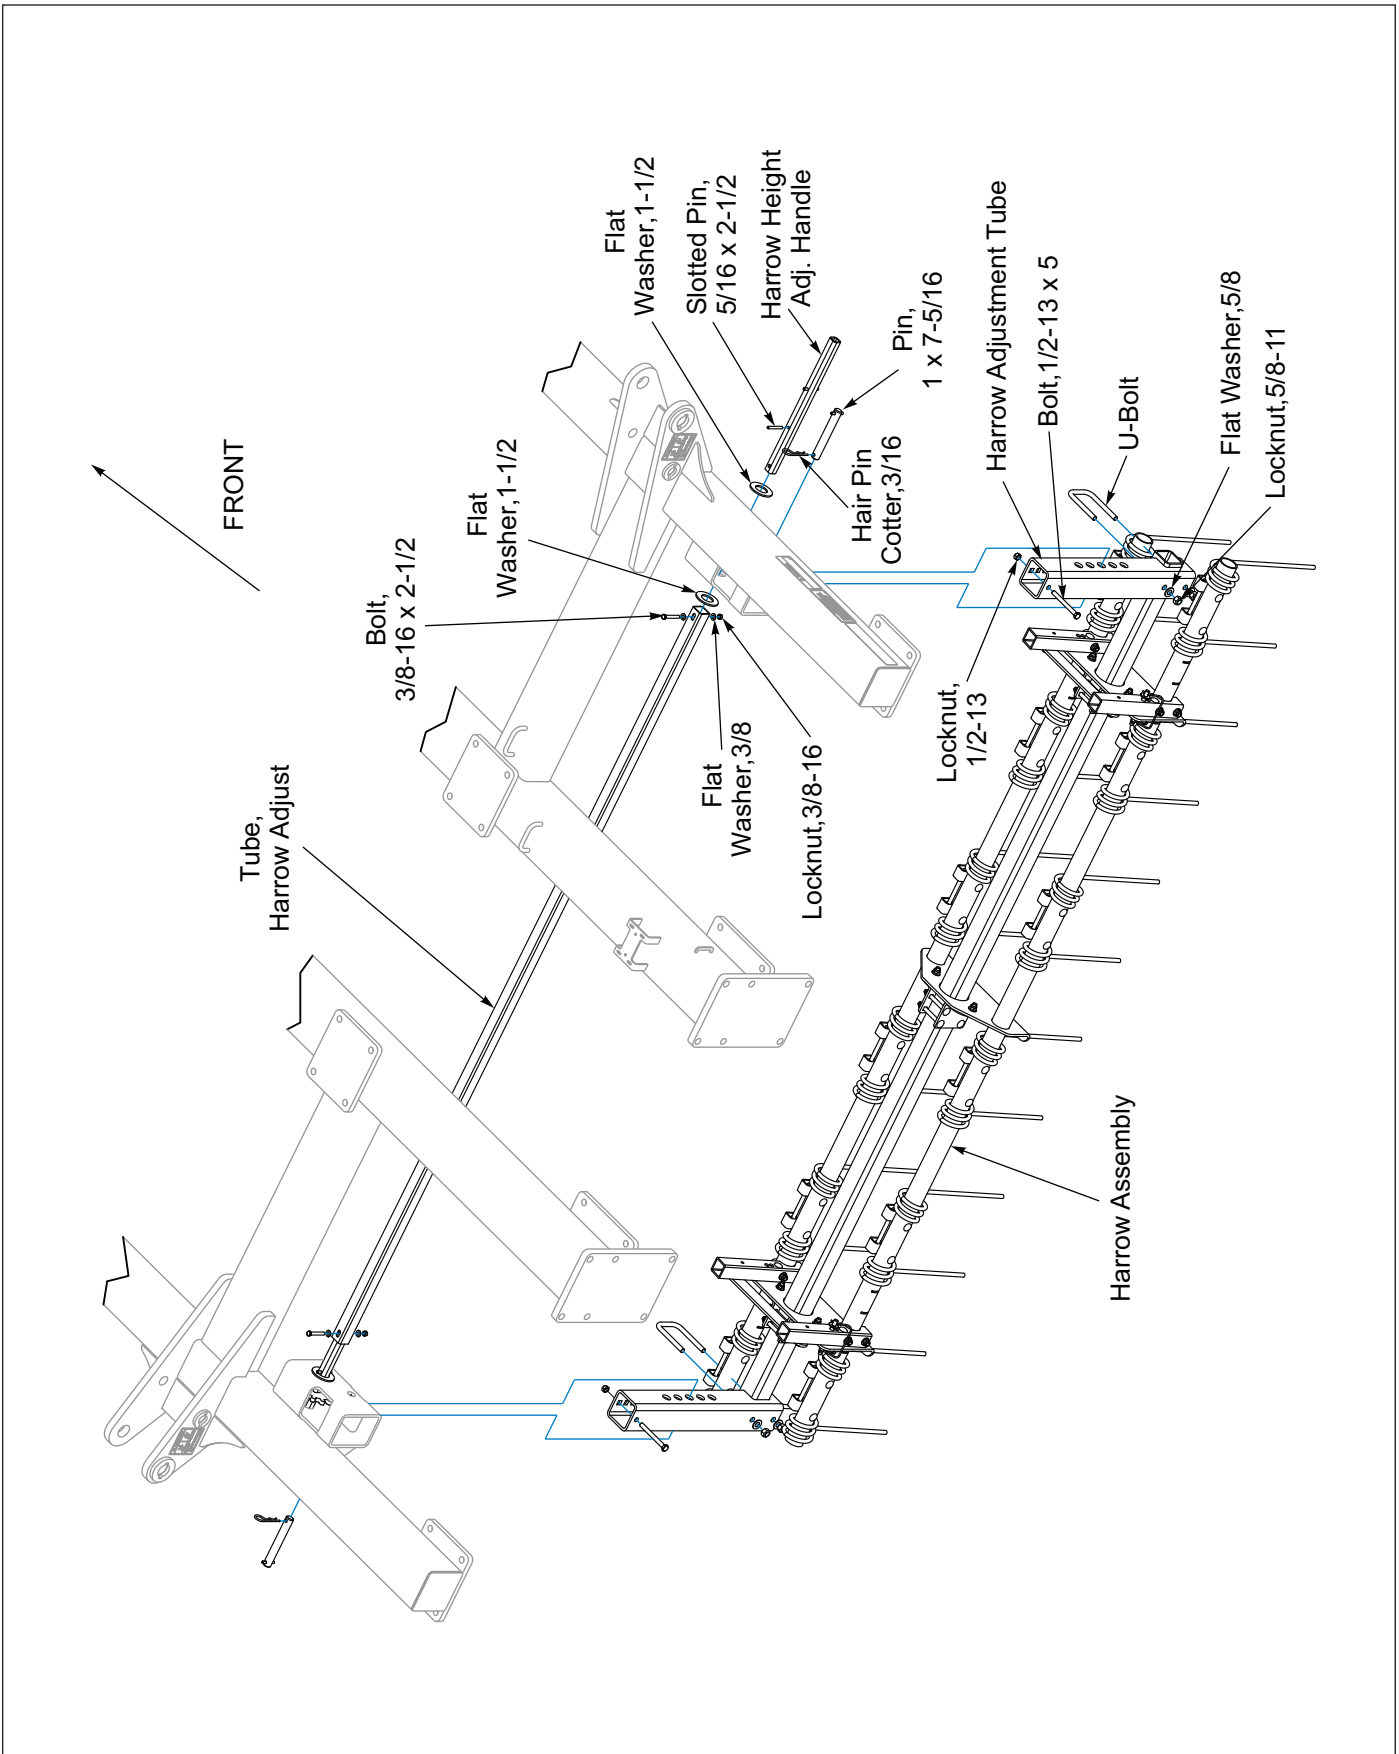 FRONT
Tube,
Harrow Adjust
Bolt,
3/8-16 x 2-1/2
Flat
Washer,1-1/2
Flat
Washer,1-1/2
Slotted Pin,
5/16 x 2-1/2
Harrow Height
Adj. Handle
Pin,
1 x 7-5/16
Hair Pin
Cotter,3/16
Flat
Washer,3/8
Locknut,3/8-16
Locknut,
1/2-13
Harrow Adjustment Tube
Bolt,1/2-13 x 5
U-Bolt
Flat Washer,5/8
Locknut,5/8-11
Harrow Assembly